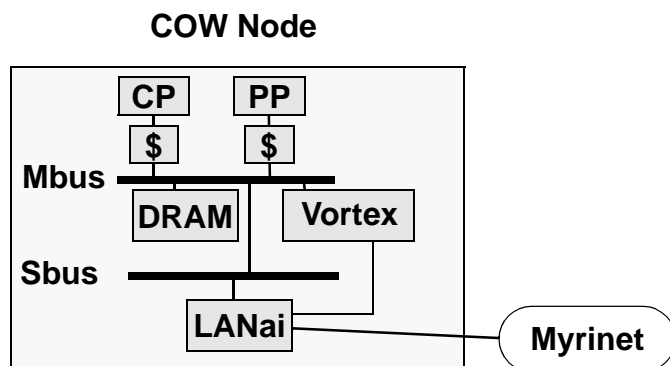 COW Node
CP PP
$ $
Mbus
DRAM Vortex
Sbus
LANai
Myrinet